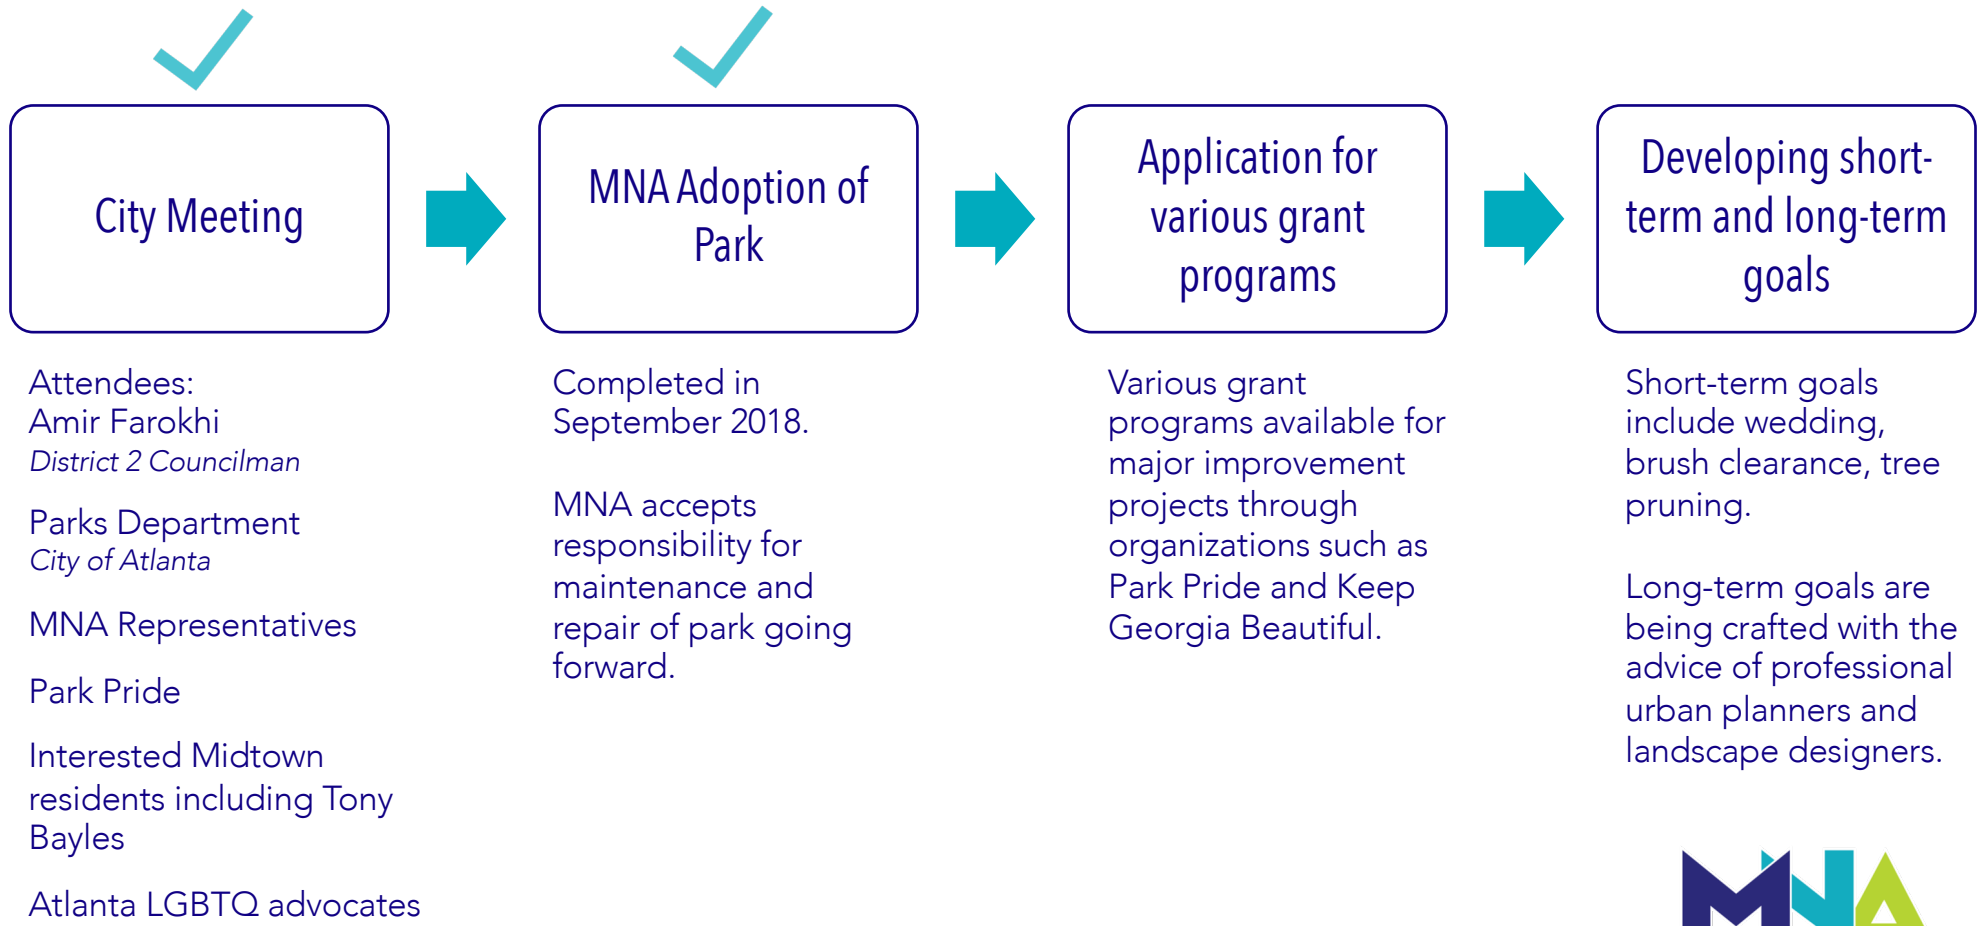 City Meeting
MNA Adoption of
Park
Application for
various grant
programs
Developing short-
term and long-term
goals
Attendees:
Amir Farokhi
District 2 Councilman
Parks Department
City of Atlanta
MNA Representatives
Park Pride
Interested Midtown
residents including Tony
Bayles
Atlanta LGBTQ advocates
Completed in
September 2018.
MNA accepts
responsibility for
maintenance and
repair of park going
forward.
Various grant
programs available for
major improvement
projects through
organizations such as
Park Pride and Keep
Georgia Beautiful.
Short-term goals
include wedding,
brush clearance, tree
pruning.
Long-term goals are
being crafted with the
advice of professional
urban planners and
landscape designers.
MNA